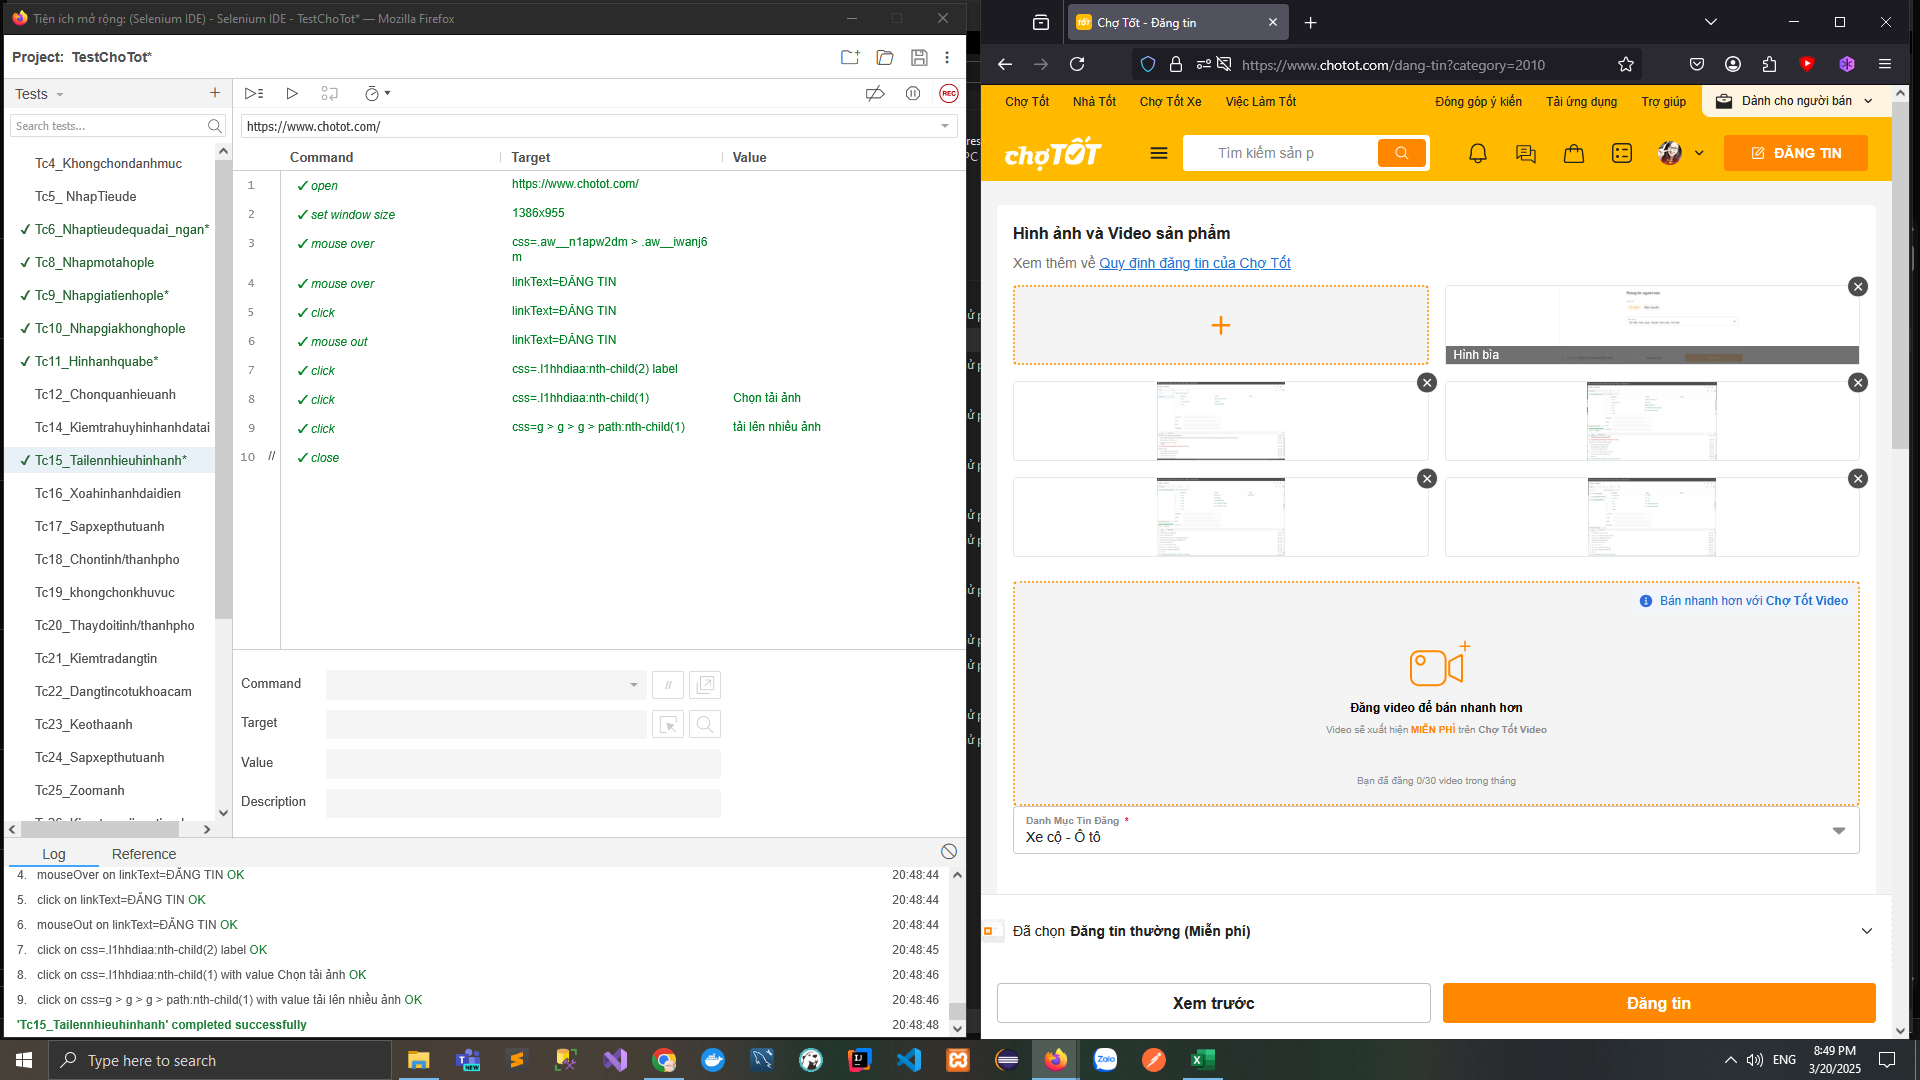 Tiện ích mở rộng: (Selenium IDE) - Selenium IDE - TestChoTot* — Mozilla Firefox
Project: TestChoTot*
Tests
Search tests...
Tc4_Khongchondanhmuc
Tc5_ NhapTieude
Tc6_Nhaptieudequadai_ngan*
Tc8_Nhapmotahople
Tc9_Nhapgiatienhople*
Tc10_Nhapgiakhonghople
Tc11_Hinhanhquabe*
Tc12_Chonquanhieuanh
Tc14_Kiemtrahuyhinhanhdatai
Tc15_Tailennhieuhinhanh*
Tc16_Xoahinhanhdaidien
Tc17_Sapxepthutuanh
Tc18_Chontinh/thanhpho
Tc19_khongchonkhuvuc
Tc20_Thaydoitinh/thanhpho
Tc21_Kiemtradangtin
Tc22_Dangtincotukhoacam
Tc23_Keothaanh
Tc24_Sapxepthutuanh
Tc25_Zoomanh
REC
https://www.chotot.com/
Command Target Value
1 ✓ open https://www.chotot.com/
2 ✓ set window size 1386x955
3 ✓ mouse over css=.aw__n1apw2dm > .aw__iwanj6
m
4 ✓ mouse over linkText=ĐĂNG TIN
5 ✓ click linkText=ĐĂNG TIN
6 ✓ mouse out linkText=ĐĂNG TIN
7 ✓ click css=.l1hhdiaa:nth-child(2) label
8 ✓ click css=.l1hhdiaa:nth-child(1) Chọn tải ảnh
9 ✓ click css=g > g > g > path:nth-child(1) tải lên nhiều ảnh
10 // ✓ close
Command //
Target
Value
Description
Log Reference
4. mouseOver on linkText=ĐĂNG TIN OK 20:48:44
5. click on linkText=ĐĂNG TIN OK 20:48:44
6. mouseOut on linkText=ĐĂNG TIN OK 20:48:44
7. click on css=.l1hhdiaa:nth-child(2) label OK 20:48:45
8. click on css=.l1hhdiaa:nth-child(1) with value Chọn tải ảnh OK 20:48:46
9. click on css=g > g > g > path:nth-child(1) with value tải lên nhiều ảnh OK 20:48:46
'Tc15_Tailennhieuhinhanh' completed successfully 20:48:48
Chợ Tốt - Đăng tin
https://www.chotot.com/dang-tin?category=2010
Chợ Tốt Nhà Tốt Chợ Tốt Xe Việc Làm Tốt Đóng góp ý kiến Tải ứng dụng Trợ giúp Dành cho người bán
chợTỐT
Tìm kiếm sản p
ĐĂNG TIN
Hình ảnh và Video sản phẩm
Xem thêm về Quy định đăng tin của Chợ Tốt
Hình bìa
Bán nhanh hơn với Chợ Tốt Video
Đăng video để bán nhanh hơn
Video sẽ xuất hiện MIỄN PHÍ trên Chợ Tốt Video
Bạn đã đăng 0/30 video trong tháng
Danh Mục Tin Đăng *
Xe cộ - Ô tô
Đã chọn Đăng tin thường (Miễn phí)
Xem trước Đăng tin
Type here to search
NEW
Zalo
ENG
8:49 PM
3/20/2025